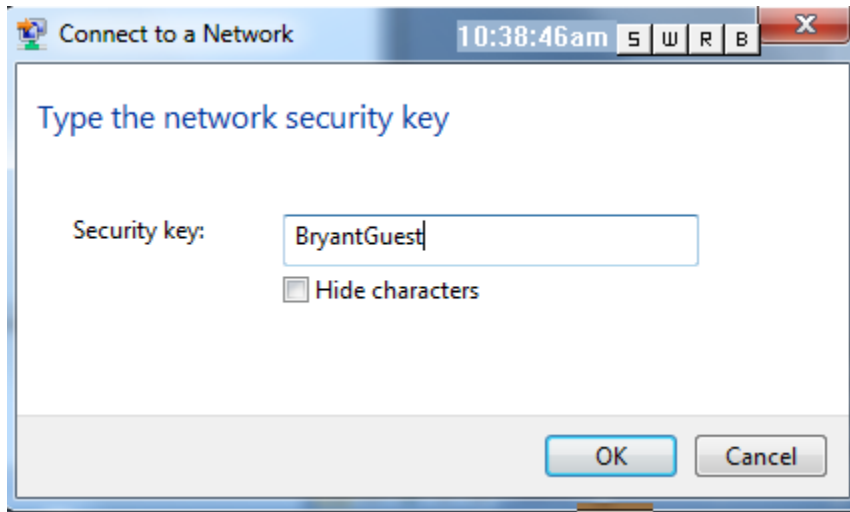 Connect to a Network 10:38:46am S W R B X
Type the network security key
Security key: BryantGuest
Hide characters
OK Cancel